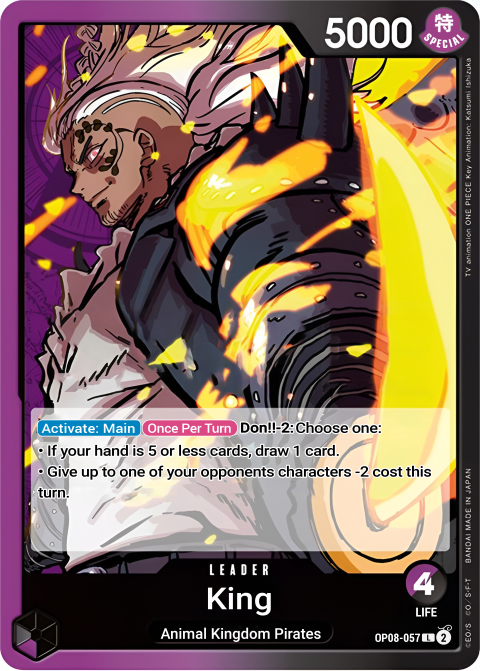 5000
特
SPECIAL
TV animation ONE PIECE Key Animation: Katsumi Ishizuka
Activate: Main Once Per Turn Don!!-2: Choose one:
• If your hand is 5 or less cards, draw 1 card.
• Give up to one of your opponents characters -2 cost this
turn.
LEADER
King
4
LIFE
Animal Kingdom Pirates
OP08-057 L 2
©EO/S ©O/S・F・T BANDAI MADE IN JAPAN